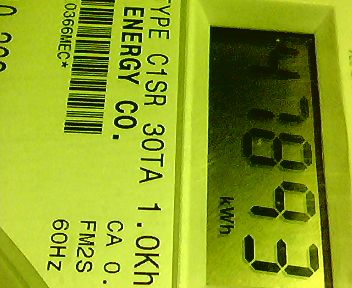 47893
kWh
TYPE C1SR 30TA 1.0Kh
ENERGY CO. CA 0.
FM2S
0366MEC* 60Hz